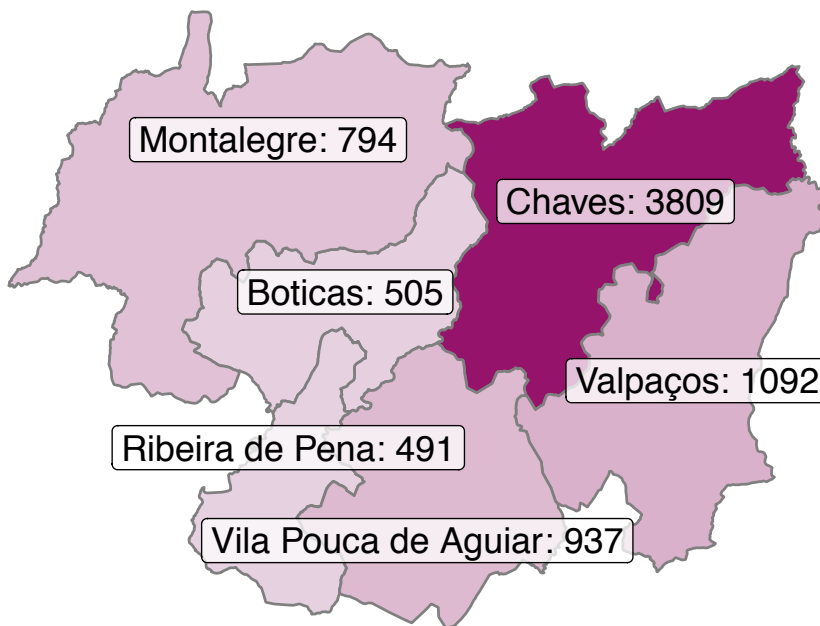 Montalegre: 794
Chaves: 3809
Boticas: 505
Valpaços: 1092
Ribeira de Pena: 491
Vila Pouca de Aguiar: 937